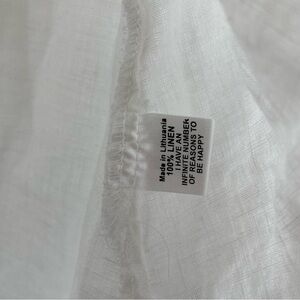 Made in Lithuania
100% LINEN
I HAVE AN
INFINITE NUMBER
OF REASONS TO
BE HAPPY